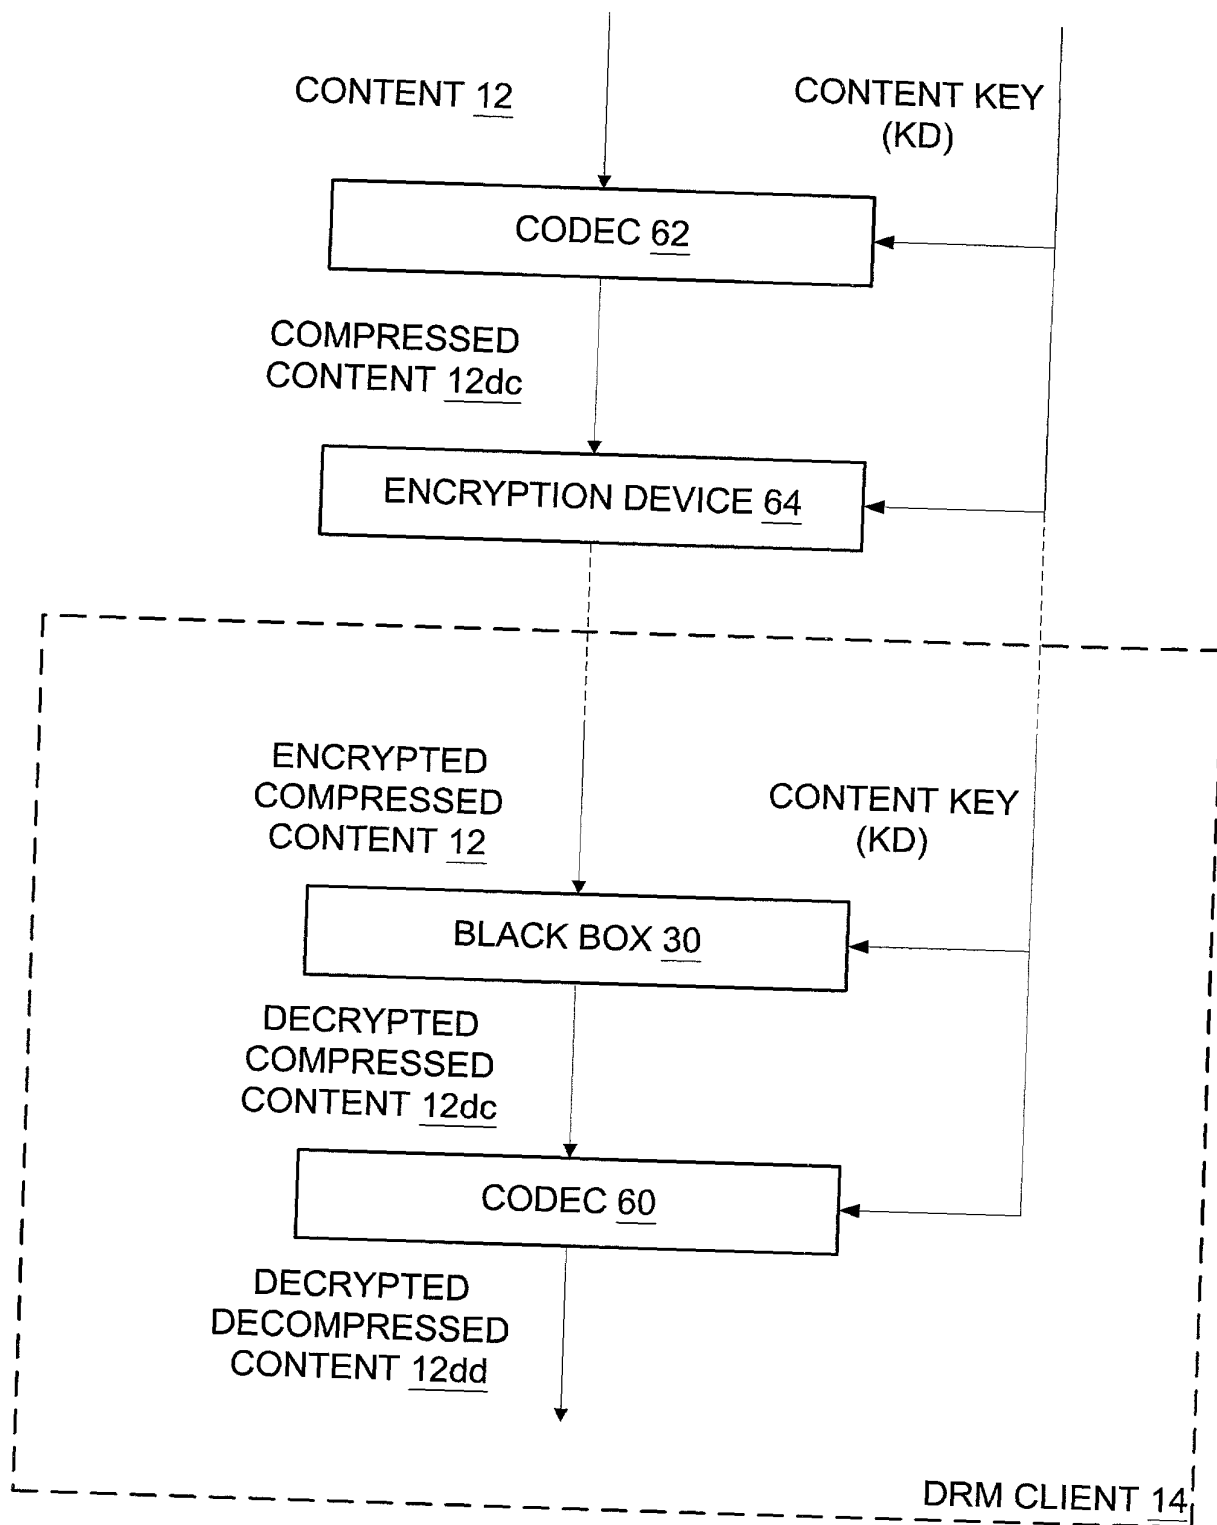 CONTENT 12
CONTENT KEY
(KD)
CODEC 62
COMPRESSED
CONTENT 12dc
ENCRYPTION DEVICE 64
ENCRYPTED
COMPRESSED
CONTENT 12
CONTENT KEY
(KD)
BLACK BOX 30
DECRYPTED
COMPRESSED
CONTENT 12dc
CODEC 60
DECRYPTED
DECOMPRESSED
CONTENT 12dd
DRM CLIENT 14